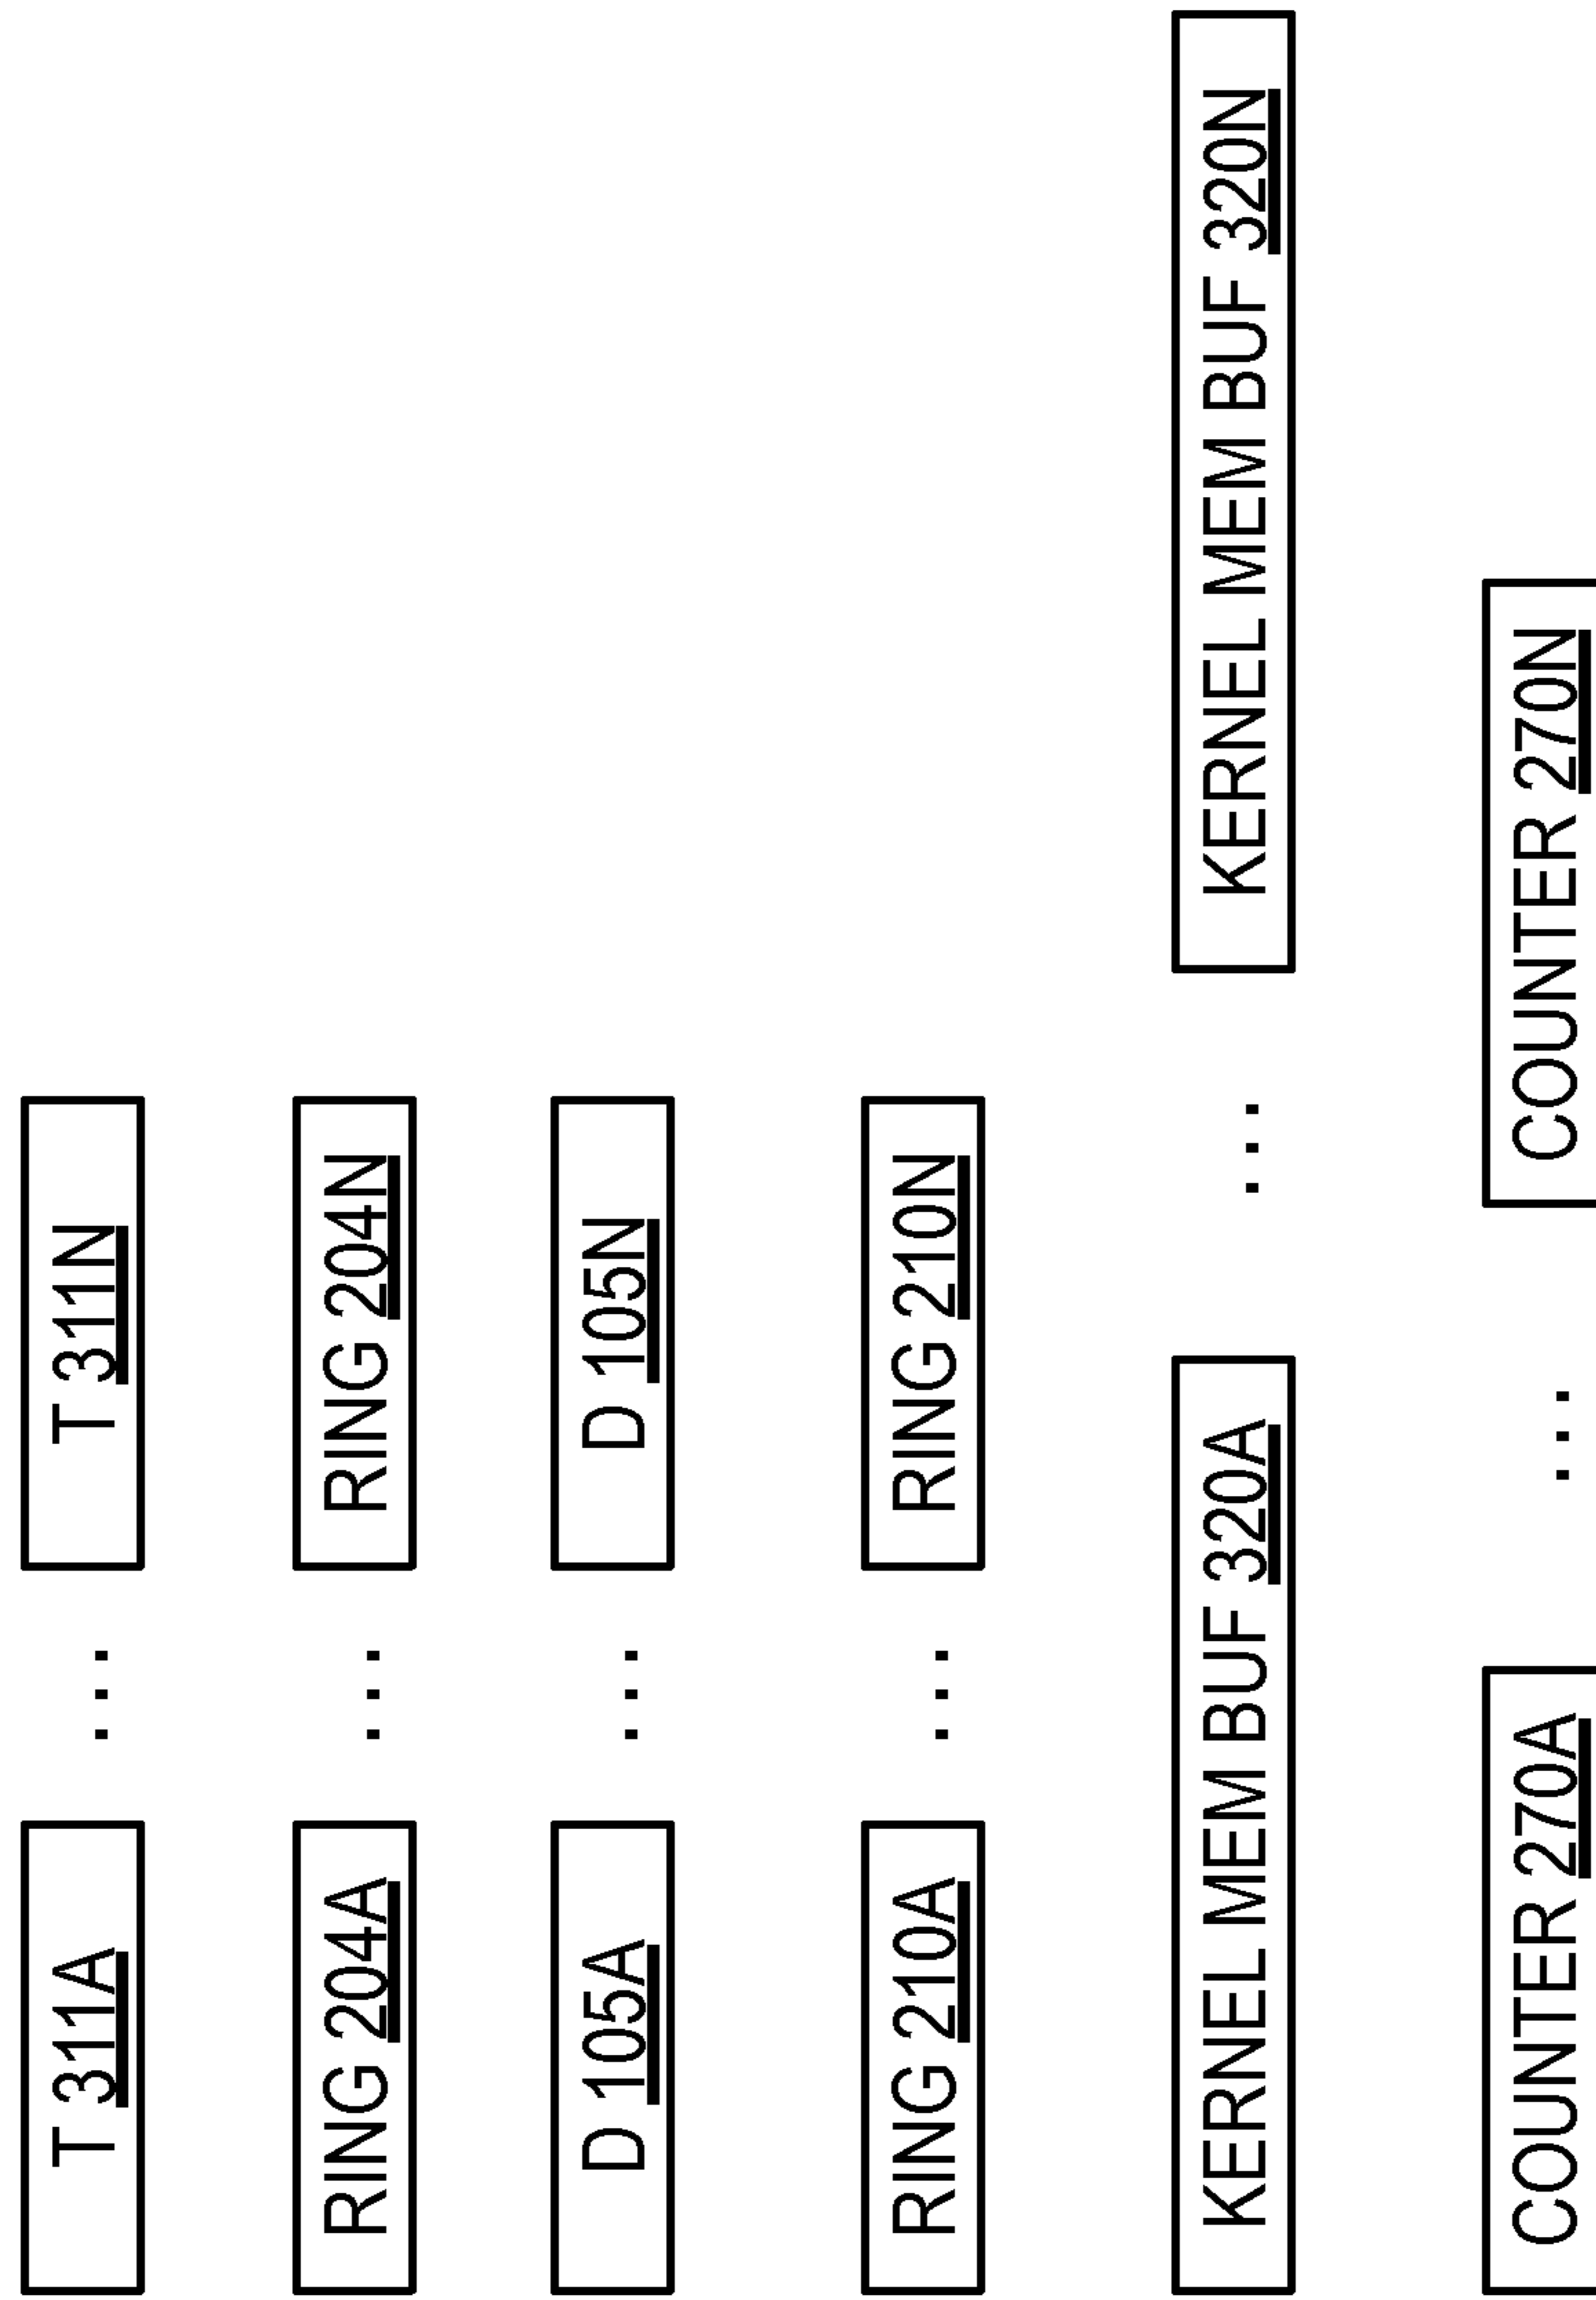 T 311A ... T 311N
RING 204A ... RING 204N
D 105A ... D 105N
RING 210A ... RING 210N
KERNEL MEM BUF 320A ... KERNEL MEM BUF 320N
COUNTER 270A ... COUNTER 270N